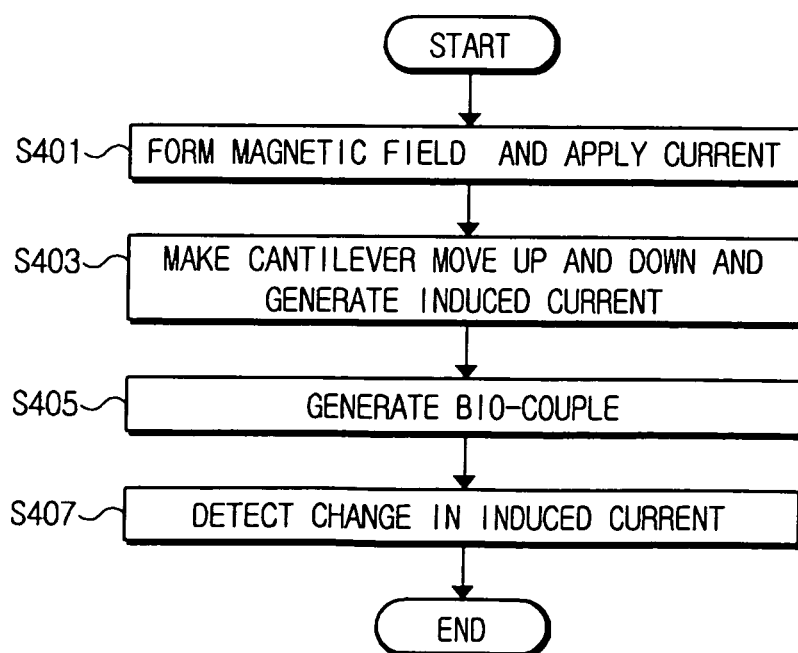 START
S401 FORM MAGNETIC FIELD AND APPLY CURRENT
S403 MAKE CANTILEVER MOVE UP AND DOWN AND
GENERATE INDUCED CURRENT
S405 GENERATE BIO-COUPLE
S407 DETECT CHANGE IN INDUCED CURRENT
END